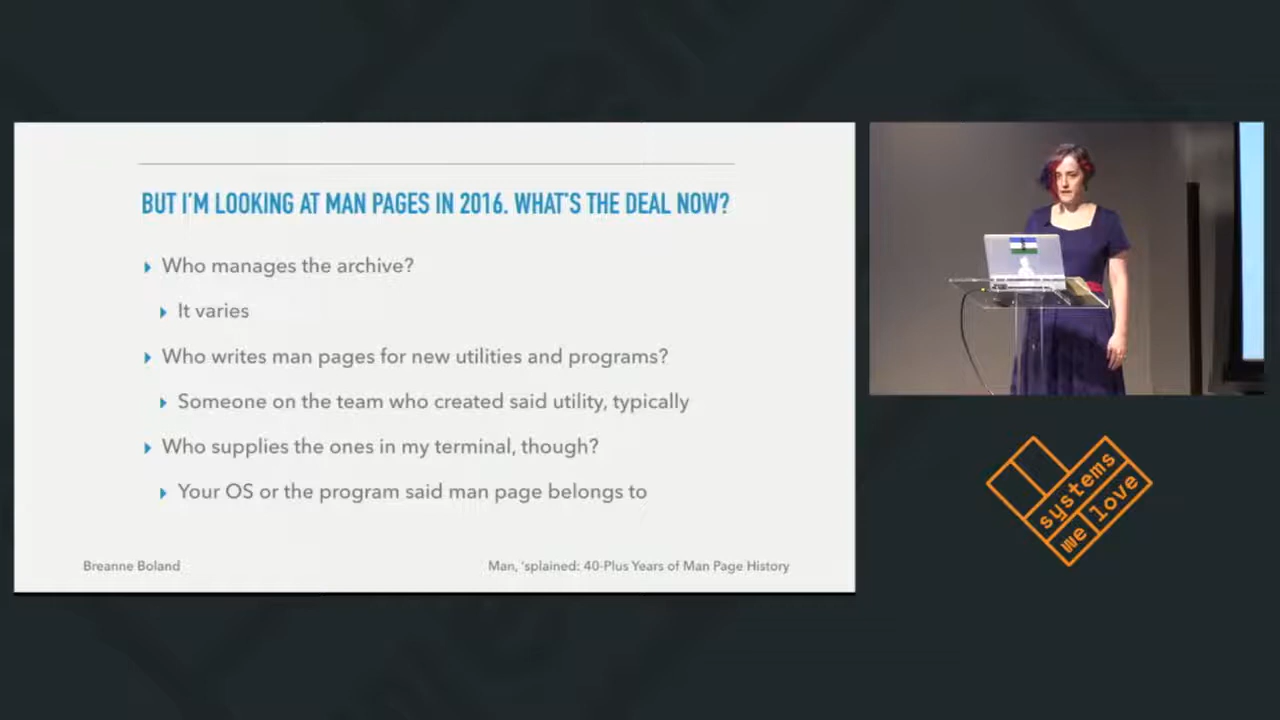 BUT I'M LOOKING AT MAN PAGES IN 2016. WHAT'S THE DEAL NOW?
Who manages the archive?
It varies
Who writes man pages for new utilities and programs?
Someone on the team who created said utility, typically
Who supplies the ones in my terminal, though?
Your OS or the program said man page belongs to
Breanne Boland
Man, 'splained: 40-Plus Years of Man Page History
systems
we love